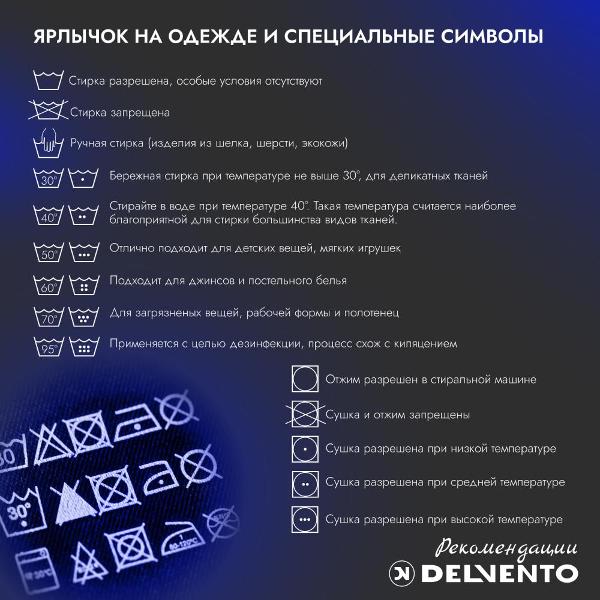 ЯРЛЫЧОК НА ОДЕЖДЕ И СПЕЦИАЛЬНЫЕ СИМВОЛЫ
Стирка разрешена, особые условия отсутствуют
Стирка запрещена
Ручная стирка (изделия из шелка, шерсти, экокожи)
30° Бережная стирка при температуре не выше 30°, для деликатных тканей
40° Стирайте в воде при температуре 40°. Такая температура считается наиболее
благоприятной для стирки большинства видов тканей.
50° Отлично подходит для детских вещей, мягких игрушек
60° Подходит для джинсов и постельного белья
70° Для загрязненых вещей, рабочей формы и полотенец
95° Применяется с целью дезинфекции, процесс схож с кипяцением
Отжим разрешен в стиральной машине
Сушка и отжим запрещены
Сушка разрешена при низкой температуре
Сушка разрешена при средней температуре
Сушка разрешена при высокой температуре
30°
80-120°C
30°C
Рекомендации
DELVENTO